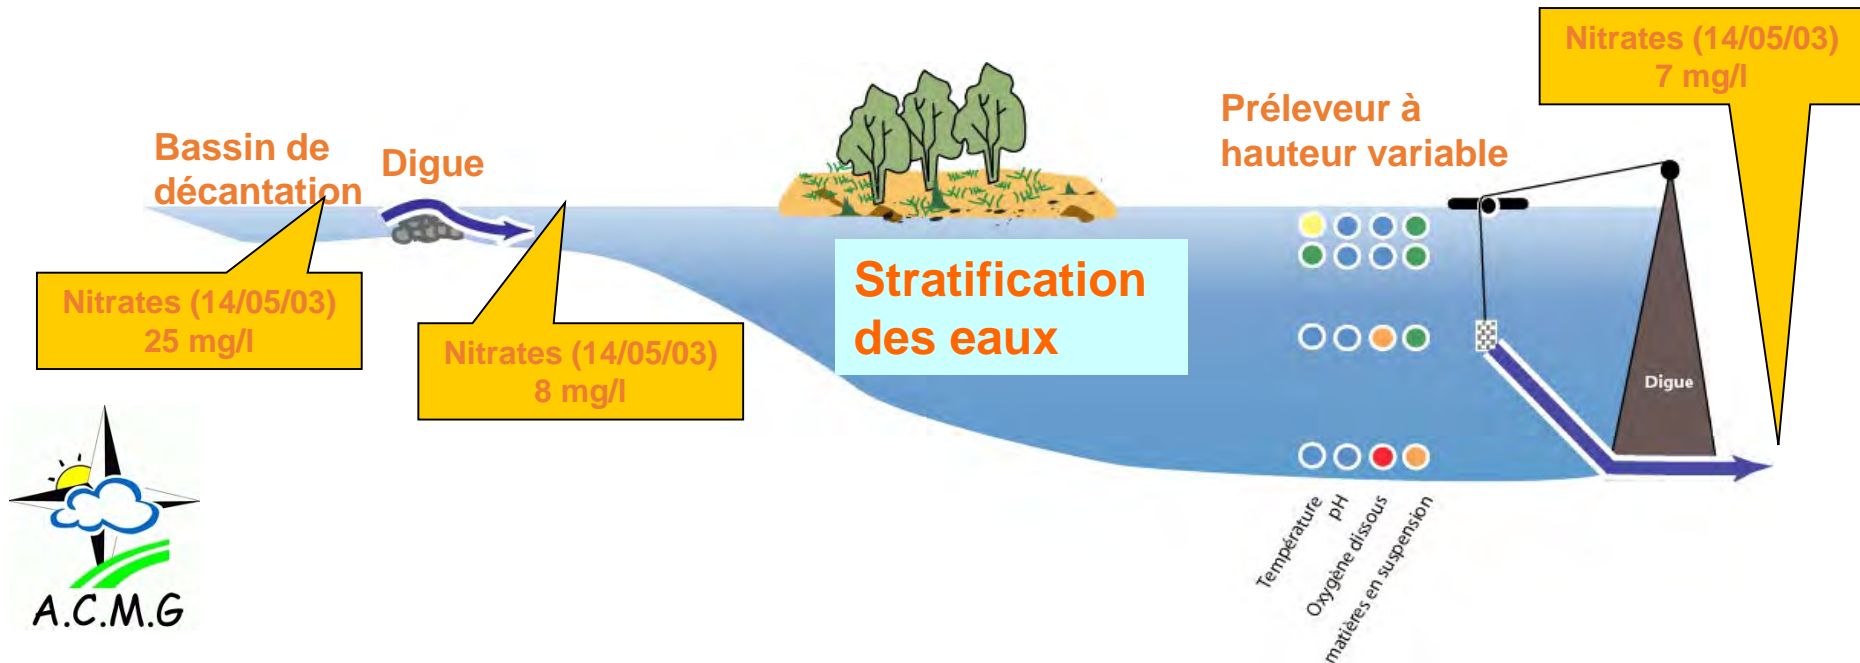 Nitrates (14/05/03)
7 mg/l
Préleveur à
hauteur variable
Bassin de
décantation
Digue
Stratification
des eaux
Nitrates (14/05/03)
25 mg/l
Nitrates (14/05/03)
8 mg/l
Digue
Température
pH
Oxygène dissous
matières en suspension
A.C.M.G